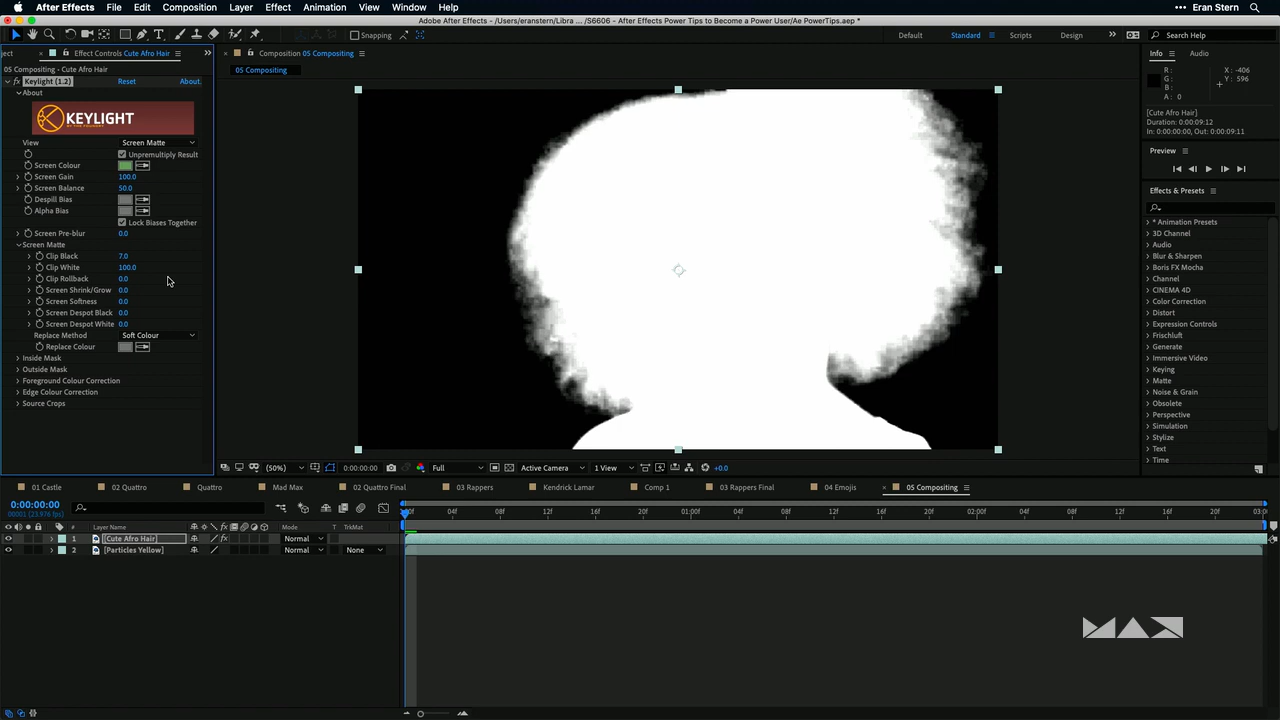 After Effects File Edit Composition Layer Effect Animation View Window Help Eran Stern
Adobe After Effects - /Users/eranstern/Libra ... /S6606 - After Effects Power Tips to Become a Power User/Ae PowerTips.aep *
Snapping Default Standard Scripts Design Search Help
ject Effect Controls Cute Afro Hair Composition 05 Compositing Info Audio
05 Compositing • Cute Afro Hair 05 Compositing
R: X: -406
G: Y: 596
B:
A: 0
Keylight (1.2) Reset About.
About
KEYLIGHT
BY THE FOUNDRY
[Cute Afro Hair]
Duration: 0:00:09:12
In: 0:00:00:00, Out: 0:00:09:11
View Screen Matte
Unpremultiply Result
Screen Colour
Screen Gain 100.0
Screen Balance 50.0
Despill Bias
Alpha Bias
Lock Biases Together
Screen Pre-blur 0.0
Screen Matte
Clip Black 7.0
Clip White 100.0
Clip Rollback 0.0
Screen Shrink/Grow 0.0
Screen Softness 0.0
Screen Despot Black 0.0
Screen Despot White 0.0
Replace Method Soft Colour
Replace Colour
Inside Mask
Outside Mask
Foreground Colour Correction
Edge Colour Correction
Source Crops
Preview
Effects & Presets
* Animation Presets
3D Channel
Audio
Blur & Sharpen
Boris FX Mocha
Channel
CINEMA 4D
Color Correction
Distort
Expression Controls
Frischluft
Generate
Immersive Video
Keying
Matte
Noise & Grain
Obsolete
Perspective
Simulation
Stylize
Text
Time
(50%) 0:00:00:00 Full Active Camera 1 View +0.0
01 Castle 02 Quattro Quattro Mad Max 02 Quattro Final 03 Rappers Kendrick Lamar Comp 1 03 Rappers Final 04 Emojis 05 Compositing
0:00:00:00
00001 (23.976 fps)
00f 04f 08f 12f 16f 20f 01:00f 04f 08f 12f 16f 20f 02:00f 04f 08f 12f 16f 20f 03:0
# Layer Name Mode T TrkMat
1 [Cute Afro Hair] Normal
2 [Particles Yellow] Normal None
MAX